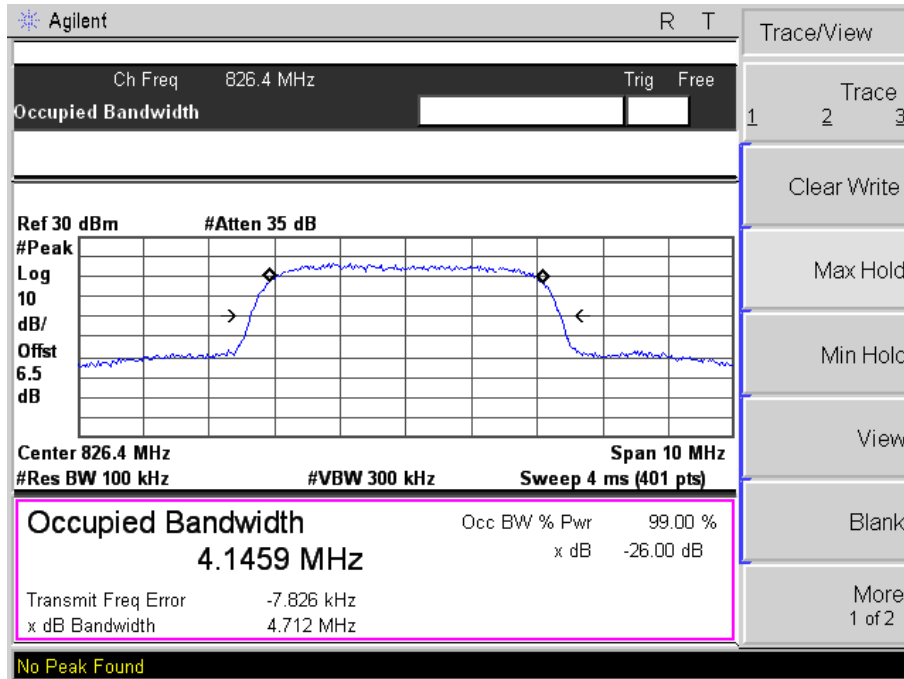 Agilent R T
Trace/View
Ch Freq 826.4 MHz Trig Free
Occupied Bandwidth
Trace
1 2 3
Clear Write
Max Hold
Min Hold
View
Blank
More
1 of 2
Ref 30 dBm #Atten 35 dB
#Peak
Log
10
dB/
Offst
6.5
dB
Center 826.4 MHz Span 10 MHz
#Res BW 100 kHz #VBW 300 kHz Sweep 4 ms (401 pts)
Occupied Bandwidth Occ BW % Pwr 99.00 %
4.1459 MHz x dB -26.00 dB
Transmit Freq Error -7.826 kHz
x dB Bandwidth 4.712 MHz
No Peak Found